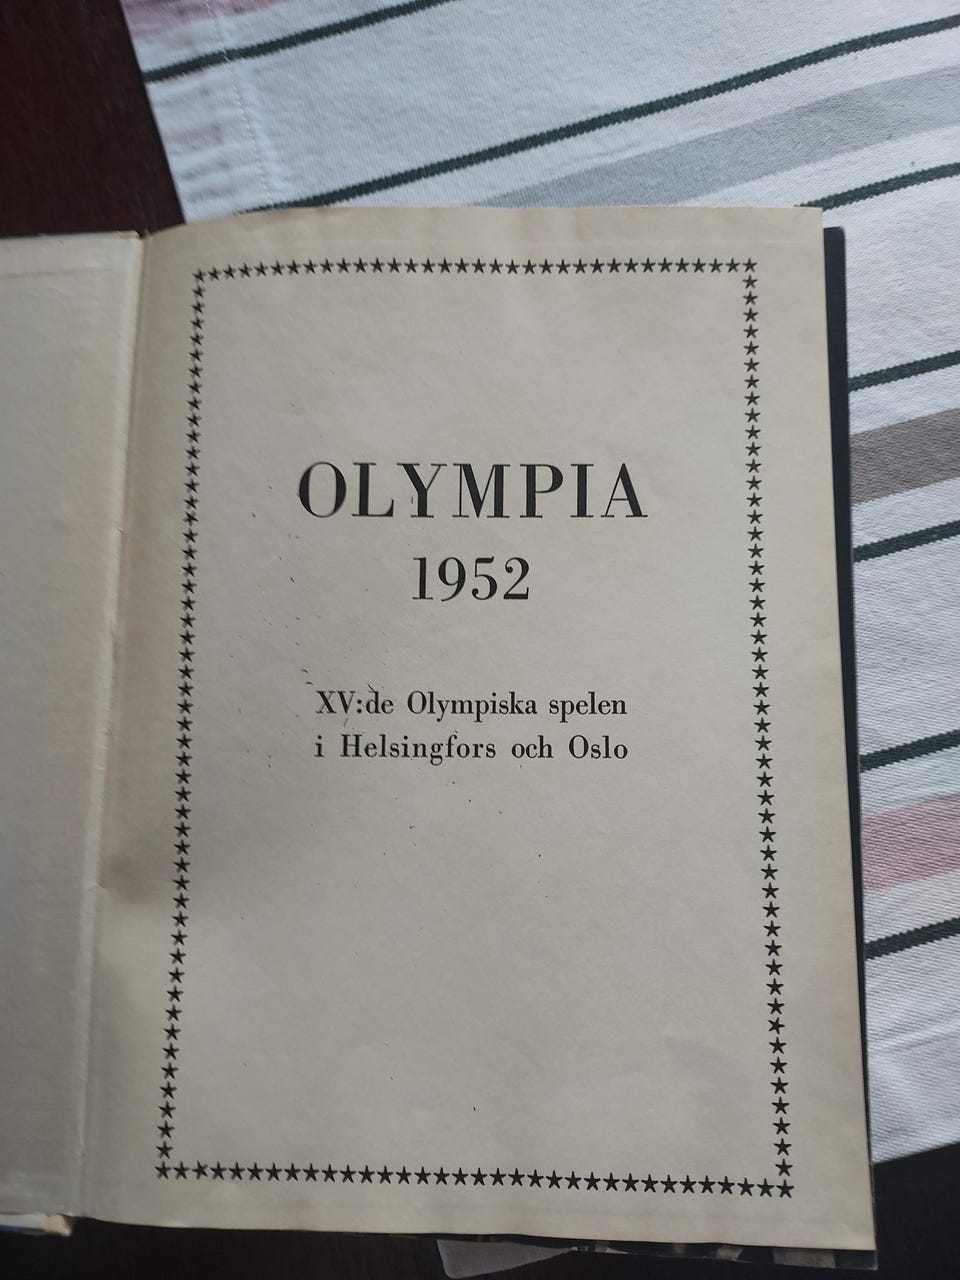 OLYMPIA
1952
XV:de Olympiska spelen
i Helsingfors och Oslo